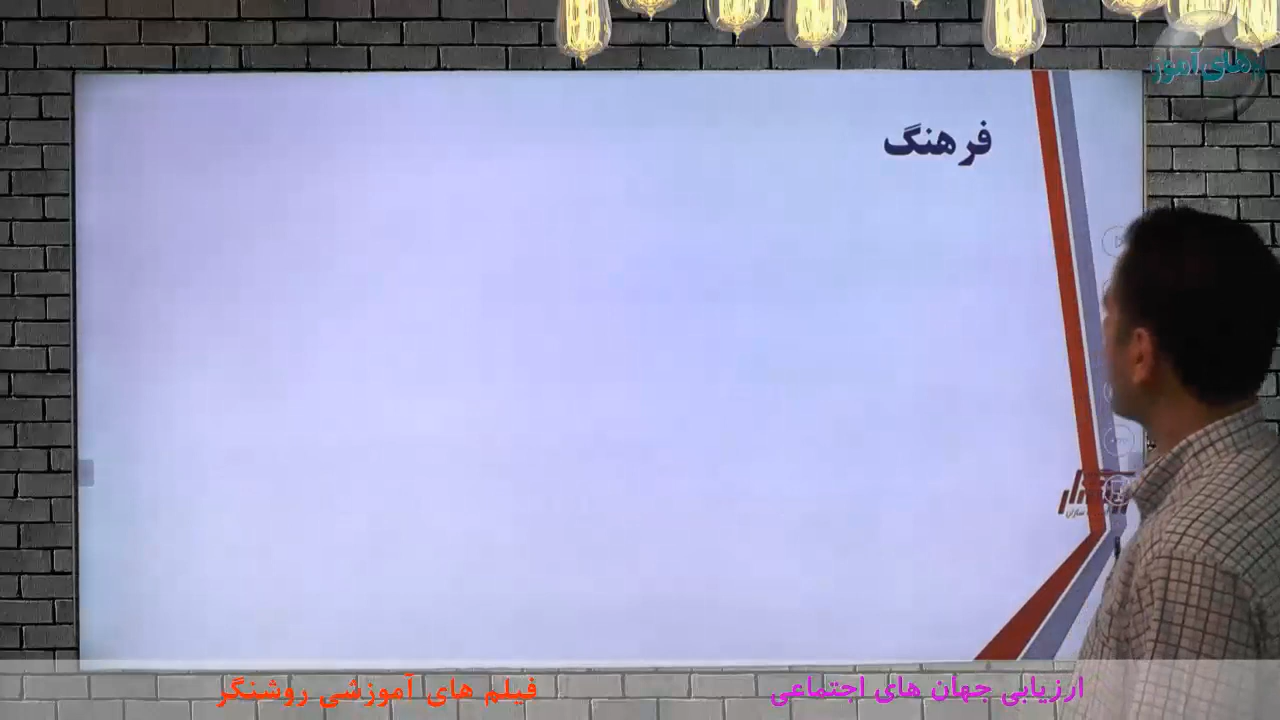 فرهنگ
ارزیابی جهان های اجتماعی
فیلم های آموزشی روشنگر